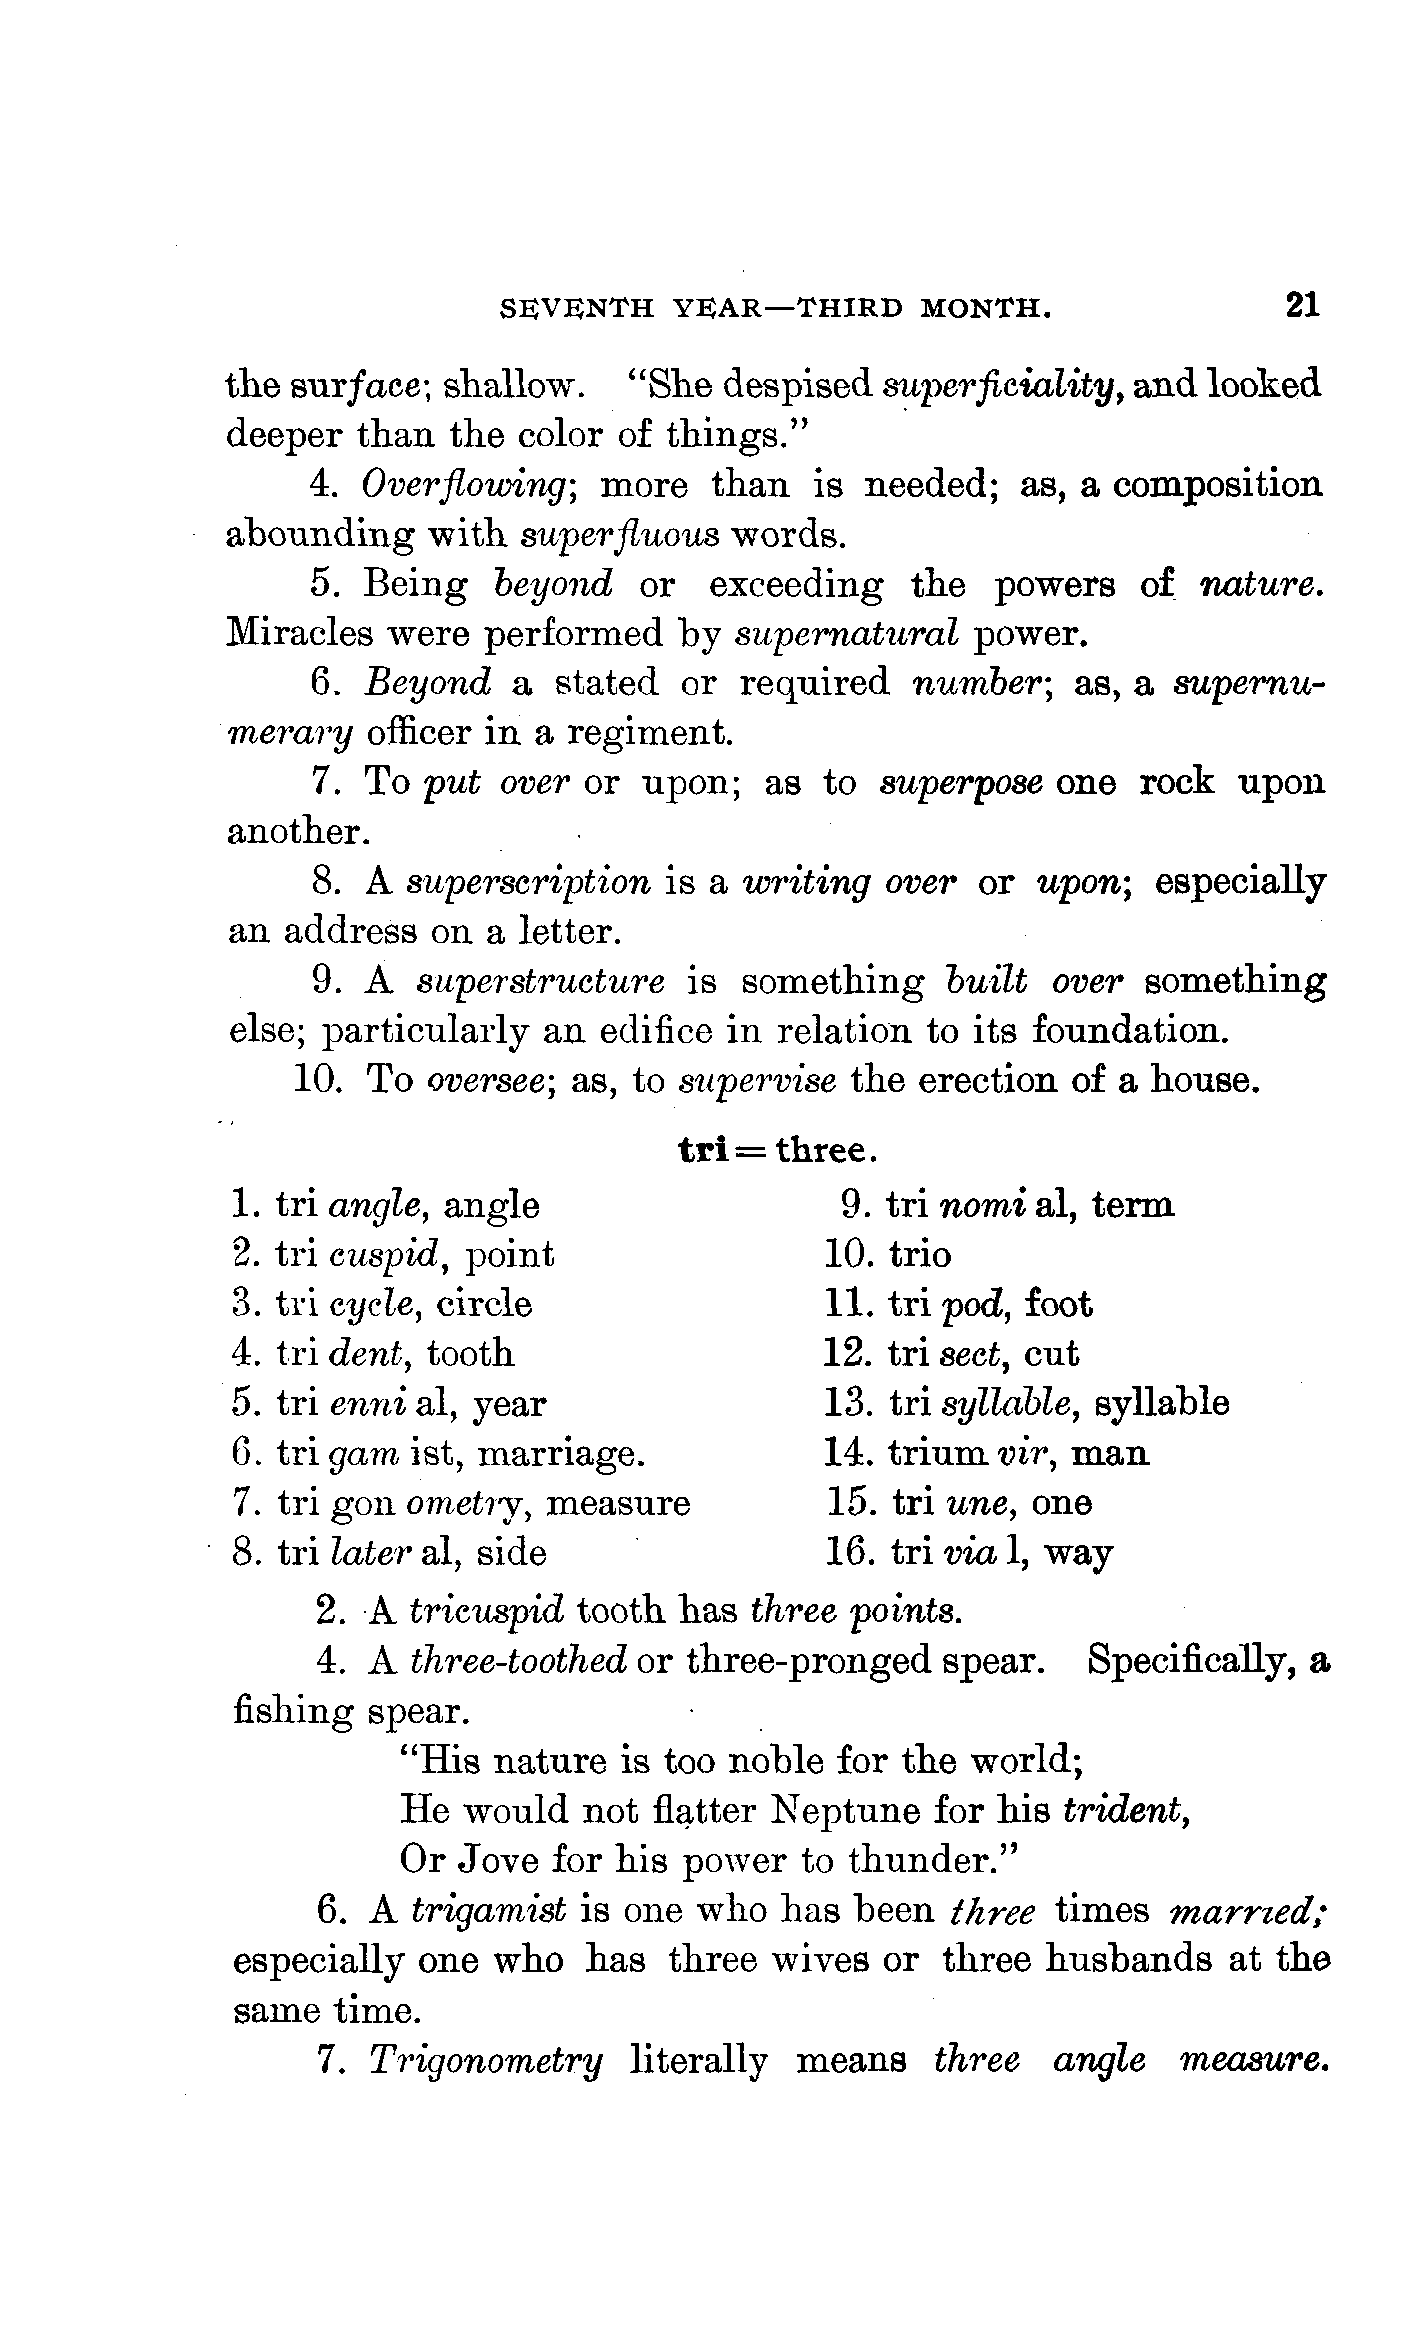 SEVENTH YEAR—THIRD MONTH. 21
the surface; shallow. “She despised superficiality, and looked
deeper than the color of things.”
4. Overflowing; more than is needed; as, a composition
abounding with superfluous words.
5. Being beyond or exceeding the powers of nature.
Miracles were performed by supernatural power.
6. Beyond a stated or required number; as, a supernu-
merary officer in a regiment.
7. To put over or upon; as to superpose one rock upon
another.
8. A superscription is a writing over or upon; especially
an address on a letter.
9. A superstructure is something built over something
else; particularly an edifice in relation to its foundation.
10. To oversee; as, to supervise the erection of a house.
tri = three.
1. tri angle, angle
2. tri cuspid, point
3. tri cycle, circle
4. tri dent, tooth
5. tri enni al, year
6. tri gam ist, marriage.
7. tri gon ometry, measure
8. tri later al, side
9. tri nomi al, term
10. trio
11. tri pod, foot
12. tri sect, cut
13. tri syllable, syllable
14. trium vir, man
15. tri une, one
16. tri via l, way
2. A tricuspid tooth has three points.
4. A three-toothed or three-pronged spear. Specifically, a
fishing spear.
“His nature is too noble for the world;
He would not flatter Neptune for his trident,
Or Jove for his power to thunder.”
6. A trigamist is one who has been three times married;
especially one who has three wives or three husbands at the
same time.
7. Trigonometry literally means three angle measure.